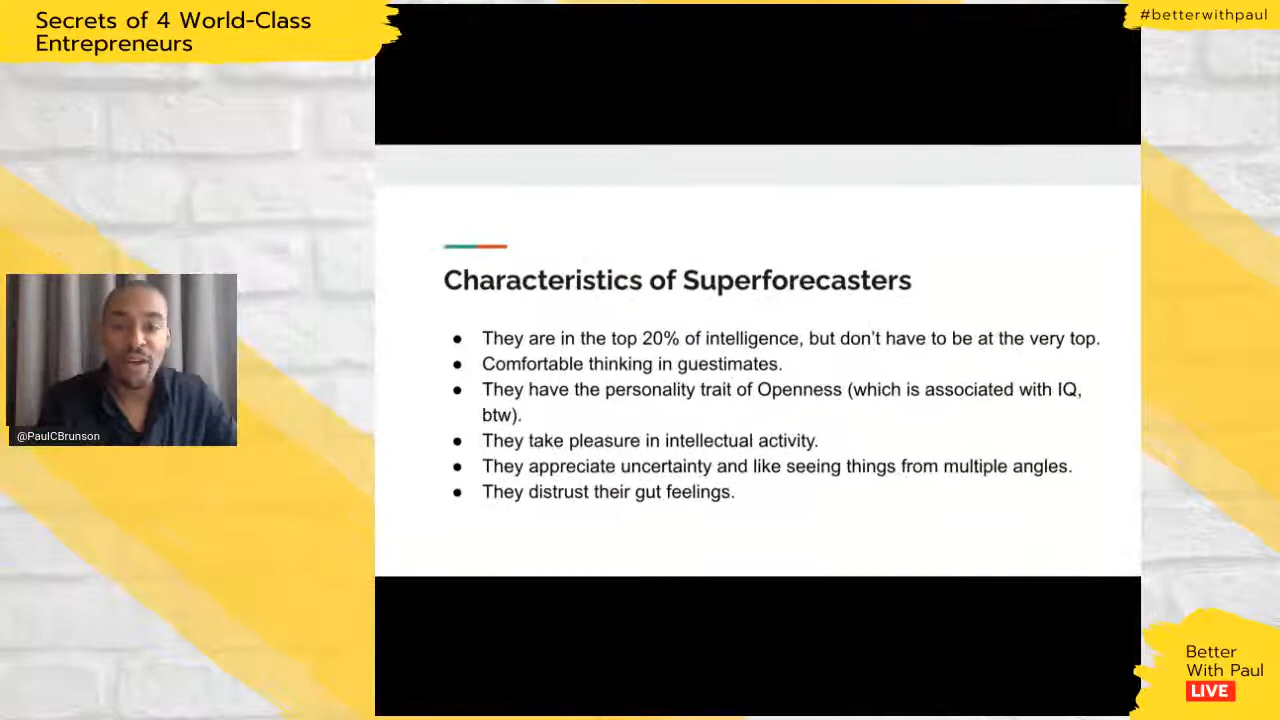 Secrets of 4 World-Class
Entrepreneurs
#betterwithpaul
Characteristics of Superforecasters
● They are in the top 20% of intelligence, but don't have to be at the very top.
● Comfortable thinking in guestimates.
● They have the personality trait of Openness (which is associated with IQ,
btw).
● They take pleasure in intellectual activity.
● They appreciate uncertainty and like seeing things from multiple angles.
● They distrust their gut feelings.
@PaulCBrunson
Better
With Paul
LIVE